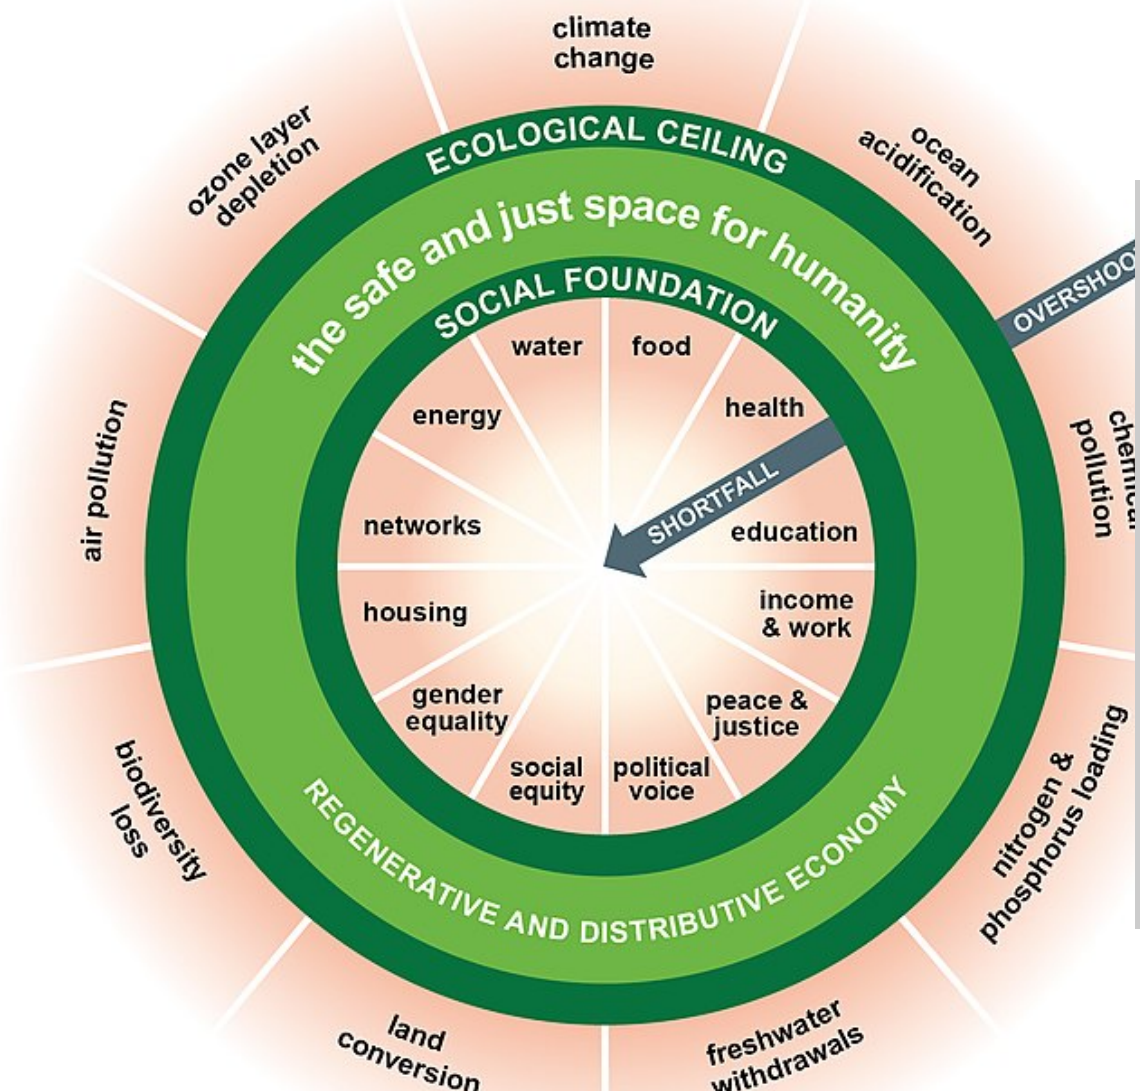 climate
change
ocean
acidification
OVERSHOO
pollution
nitrogen &
phosphorus loading
freshwater
withdrawals
land
conversion
biodiversity
loss
air pollution
ozone layer
depletion
ECOLOGICAL CEILING
the safe and just space for humanity
SOCIAL FOUNDATION
water
food
health
SHORTFALL
education
income
& work
peace &
justice
political
voice
social
equity
gender
equality
housing
networks
energy
REGENERATIVE AND DISTRIBUTIVE ECONOMY